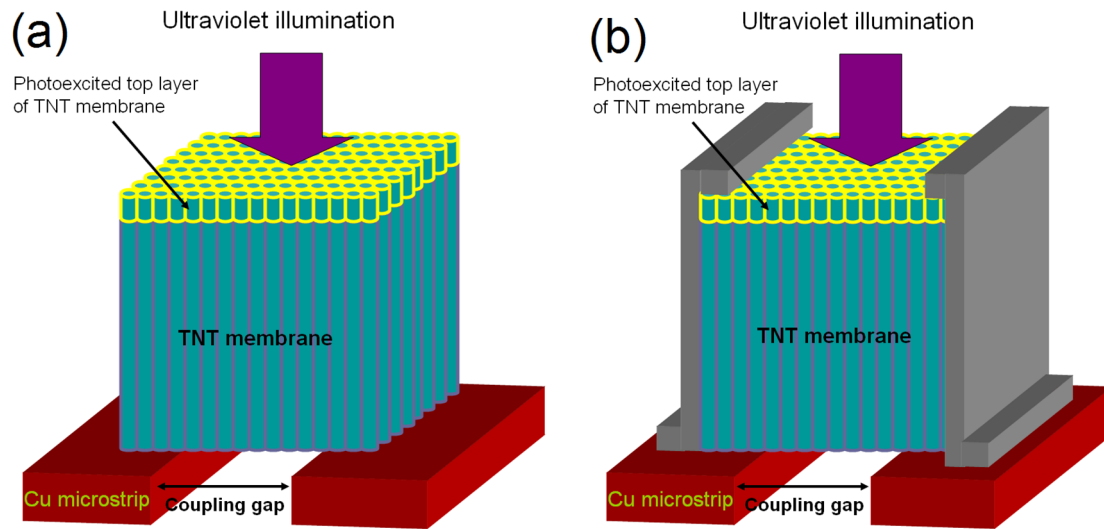 (a)
Ultraviolet illumination
Photoexcited top layer
of TNT membrane
TNT membrane
Cu microstrip
Coupling gap
(b)
Ultraviolet illumination
Photoexcited top layer
of TNT membrane
TNT membrane
Cu microstrip
Coupling gap